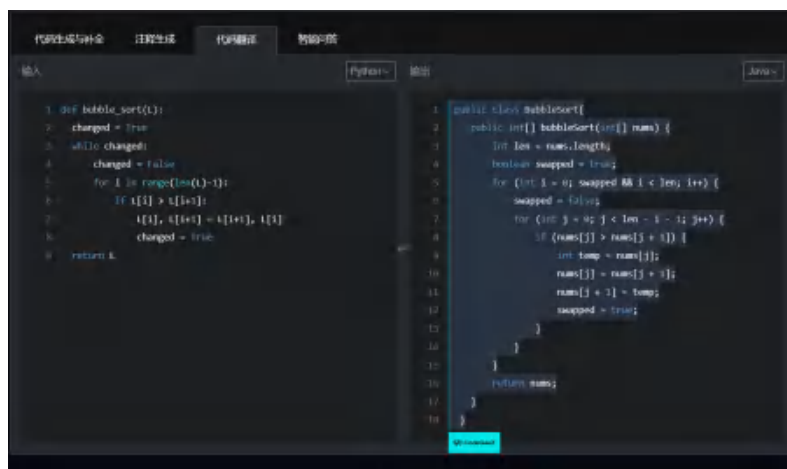 代码生成与补全 注释生成 代码翻译 智能问答
输入 Python 输出 Java
1 def bubble_sort(L):
2 changed = True
3 while changed:
4 changed = False
5 for i in range(len(L)-1):
6 if L[i] > L[i+1]:
7 L[i], L[i+1] = L[i+1], L[i]
8 changed = True
9 return L
1 public class BubbleSort{
2 public int[] bubbleSort(int[] nums) {
3 int len = nums.length;
4 boolean swapped = true;
5 for (int i = 0; swapped && i < len; i++) {
6 swapped = false;
7 for (int j = 0; j < len - i - 1; j++) {
8 if (nums[j] > nums[j + 1]) {
9 int temp = nums[j];
10 nums[j] = nums[j + 1];
11 nums[j + 1] = temp;
12 swapped = true;
13 }
14 }
15 }
16 return nums;
17 }
18 }